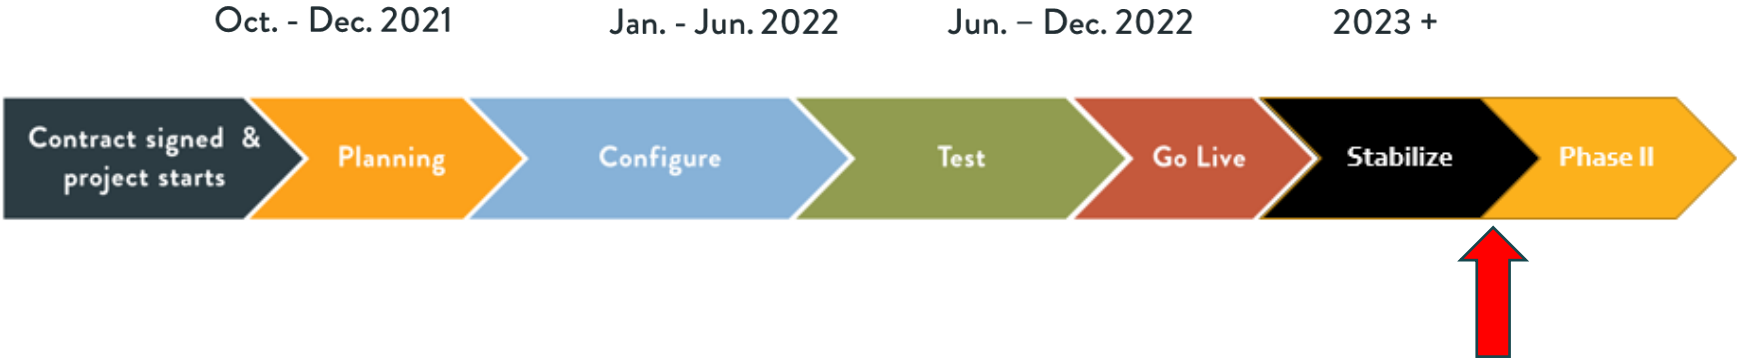 Oct. - Dec. 2021
Jan. - Jun. 2022
Jun. – Dec. 2022
2023 +
Contract signed &
project starts
Planning
Configure
Test
Go Live
Stabilize
Phase II